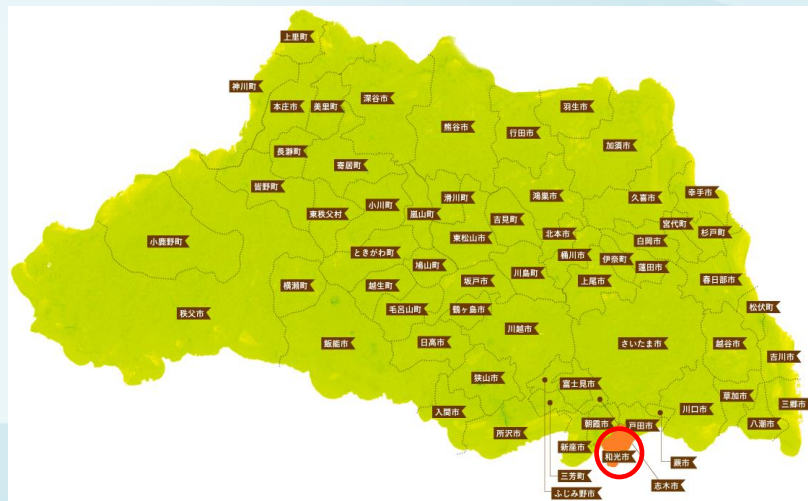 上里町
神川町
本庄市
美里町
深谷市
熊谷市
行田市
羽生市
加須市
長瀞町
寄居町
皆野町
東秩父村
小川町
嵐山町
滑川町
吉見町
鴻巣市
久喜市
幸手市
宮代町
杉戸町
小鹿野町
ときがわ町
鳩山町
東松山市
北本市
桶川市
伊奈町
白岡市
蓮田市
春日部市
秩父市
横瀬町
越生町
毛呂山町
坂戸市
鶴ヶ島市
川島町
上尾市
松伏町
飯能市
日高市
川越市
さいたま市
越谷市
吉川市
狭山市
富士見市
入間市
所沢市
新座市
朝霞市
戸田市
川口市
草加市
八潮市
三郷市
和光市
蕨市
三芳町
志木市
ふじみ野市